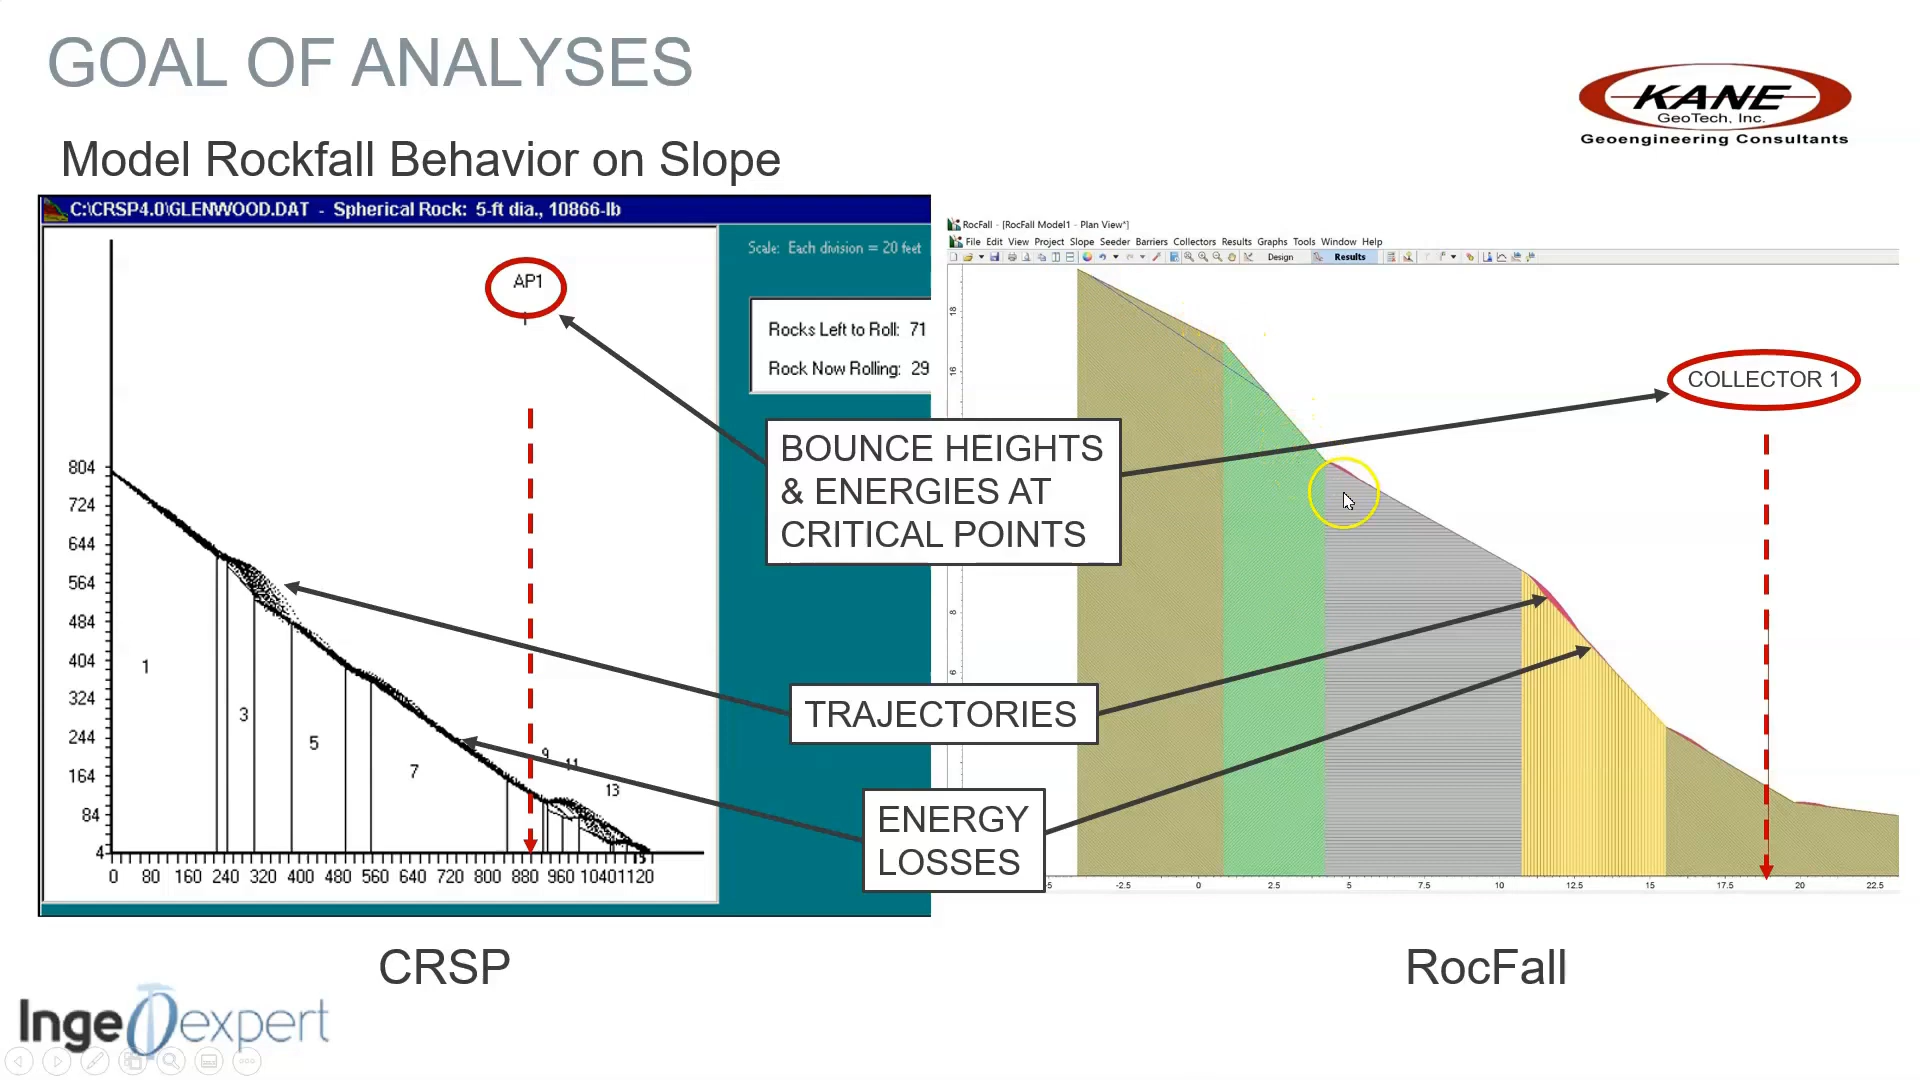 GOAL OF ANALYSES
KANE
GeoTech, Inc.
Geoengineering Consultants
Model Rockfall Behavior on Slope
C:\CRSP4.0\GLENWOOD.DAT - Spherical Rock: 5-ft dia., 10866-lb
Scale: Each division = 20 feet
AP1
Rocks Left to Roll: 71
Rock Now Rolling: 29
804
724
644
564
484
404
324
244
164
84
4
1
3
5
7
9
11
13
15
0 80 160 240 320 400 480 560 640 720 800 880 960 1040 1120
RocFall - [RocFall Model1 - Plan View*]
File Edit View Project Slope Seeder Barriers Collectors Results Graphs Tools Window Help
Design Results
18
16
8
6
COLLECTOR 1
BOUNCE HEIGHTS
& ENERGIES AT
CRITICAL POINTS
TRAJECTORIES
ENERGY
LOSSES
-2.5 0 2.5 5 7.5 10 12.5 15 17.5 20 22.5
CRSP
RocFall
Ingeoexpert